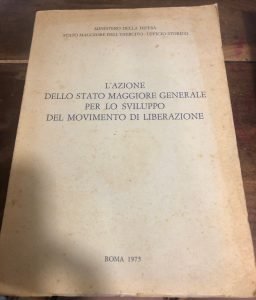 MINISTERO DELLA DIFESA
STATO MAGGIORE DELL'ESERCITO - UFFICIO STORICO
L'AZIONE
DELLO STATO MAGGIORE GENERALE
PER LO SVILUPPO
DEL MOVIMENTO DI LIBERAZIONE
ROMA 1975